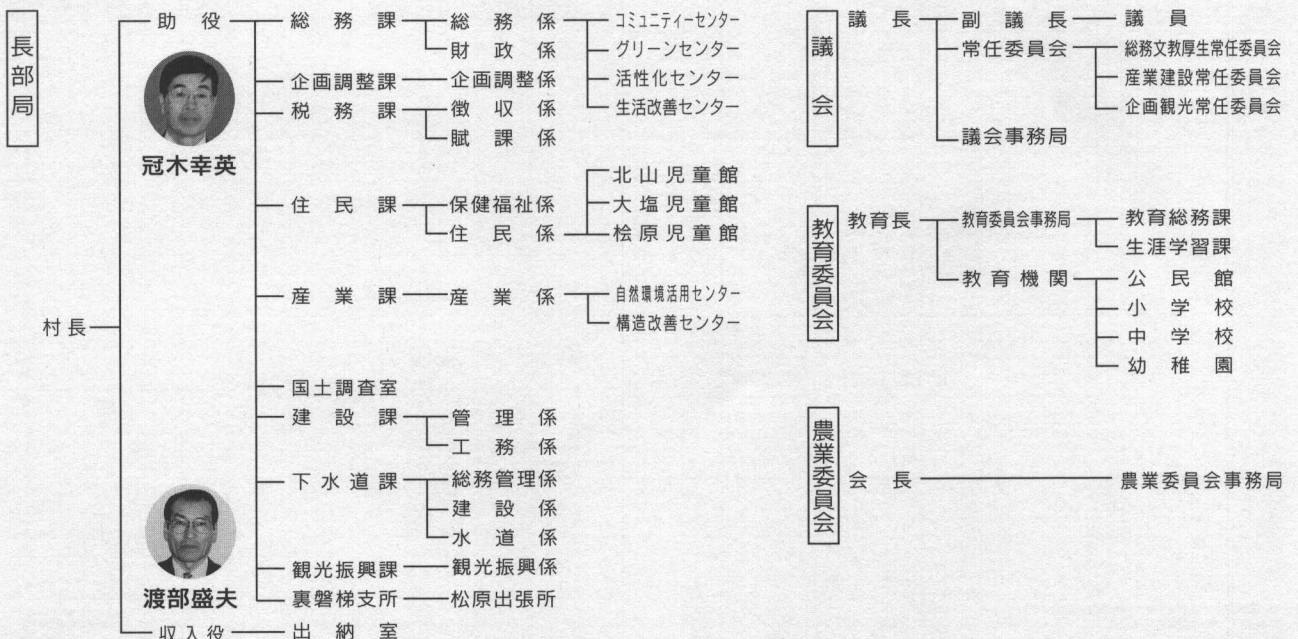 長部局
村長
助役
冠木幸英
総務課
総務係
コミュニティーセンター
グリーンセンター
活性化センター
生活改善センター
財政係
企画調整課
企画調整係
税務課
徴収係
賦課係
住民課
保健福祉係
住民係
北山児童館
大塩児童館
桧原児童館
産業課
産業係
自然環境活用センター
構造改善センター
国土調査室
建設課
管理係
工務係
下水道課
総務管理係
建設係
水道係
観光振興課
観光振興係
裏磐梯支所
松原出張所
渡部盛夫
収入役
出納室
議会
議長
副議長
議員
常任委員会
総務文教厚生常任委員会
産業建設常任委員会
企画観光常任委員会
議会事務局
教育委員会
教育長
教育委員会事務局
教育総務課
生涯学習課
教育機関
公民館
小学校
中学校
幼稚園
農業委員会
会長
農業委員会事務局